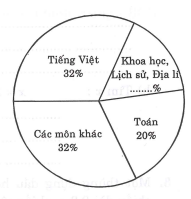 Tiếng Việt
32%
Khoa học,
Lịch sử, Địa lí
........%
Toán
20%
Các môn khác
32%